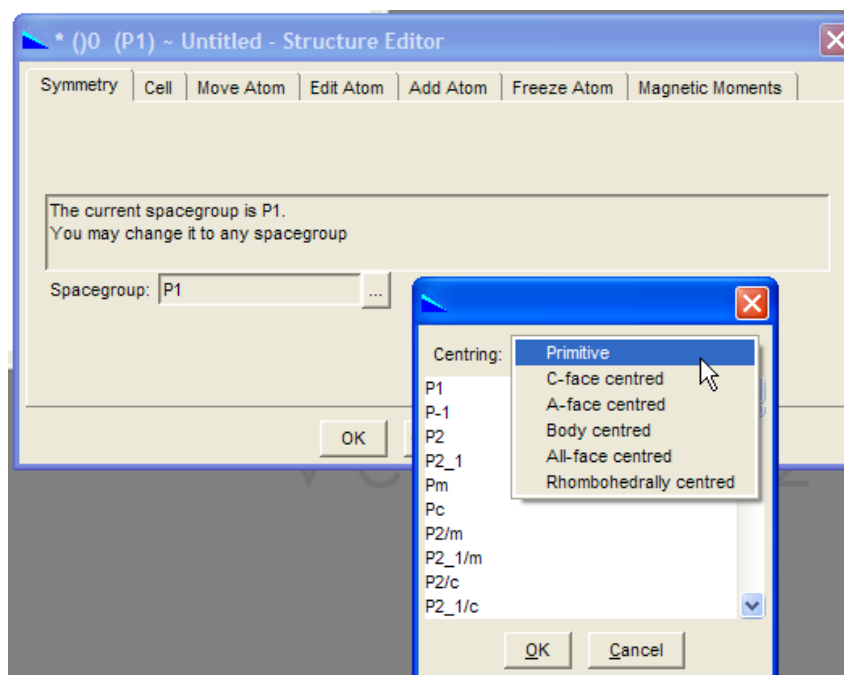 * ()0 (P1) ~ Untitled - Structure Editor
Symmetry Cell Move Atom Edit Atom Add Atom Freeze Atom Magnetic Moments
The current spacegroup is P1.
You may change it to any spacegroup
Spacegroup: P1 ...
Centring:
Primitive
C-face centred
A-face centred
Body centred
All-face centred
Rhombohedrally centred
P1
P-1
P2
P2_1
Pm
Pc
P2/m
P2_1/m
P2/c
P2_1/c
OK Cancel
OK